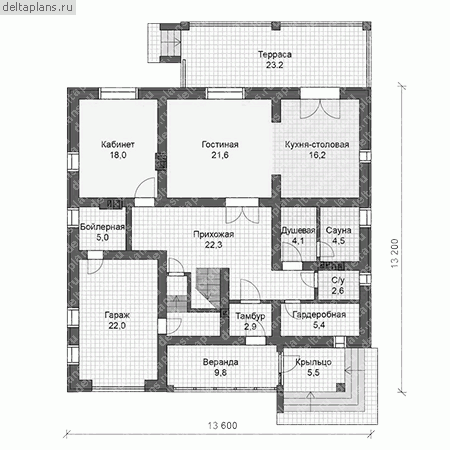 deltaplans.ru
Терраса
23.2
Кабинет
18,0
Гостиная
21,6
Кухня-столовая
16,2
Бойлерная
5,0
Прихожая
22,3
Душевая
4,1
Сауна
4,5
С/у
2,6
Гараж
22,0
Тамбур
2,9
Гардеробная
5,4
Веранда
9,8
Крыльцо
5,5
13 200
13 600